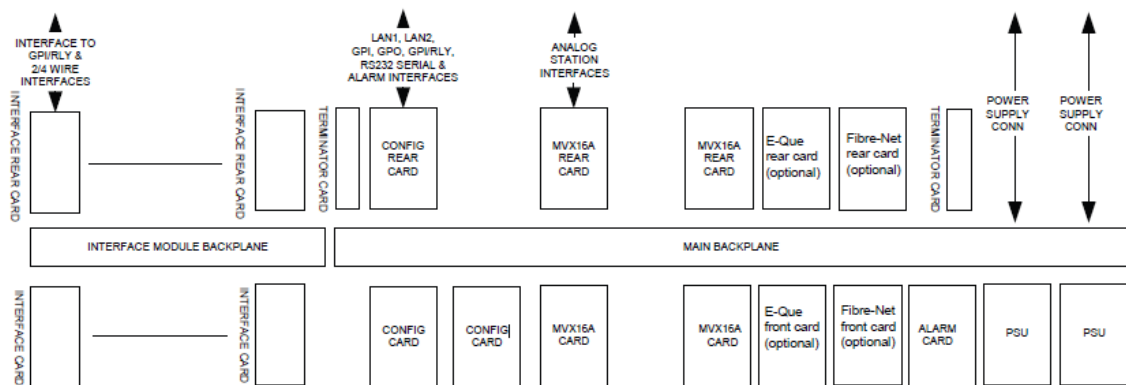 INTERFACE TO
GPI/RLY &
2/4 WIRE
INTERFACES
LAN1, LAN2,
GPI, GPO, GPI/RLY,
RS232 SERIAL &
ALARM INTERFACES
ANALOG
STATION
INTERFACES
POWER
SUPPLY
CONN
POWER
SUPPLY
CONN
INTERFACE REAR CARD
INTERFACE REAR CARD
TERMINATOR CARD
CONFIG
REAR
CARD
MVX16A
REAR
CARD
MVX16A
REAR
CARD
E-Que
rear card
(optional)
Fibre-Net
rear card
(optional)
TERMINATOR CARD
INTERFACE MODULE BACKPLANE
MAIN BACKPLANE
INTERFACE CARD
INTERFACE CARD
CONFIG
CARD
CONFIG
CARD
MVX16A
CARD
MVX16A
CARD
E-Que
front card
(optional)
Fibre-Net
front card
(optional)
ALARM
CARD
PSU
PSU